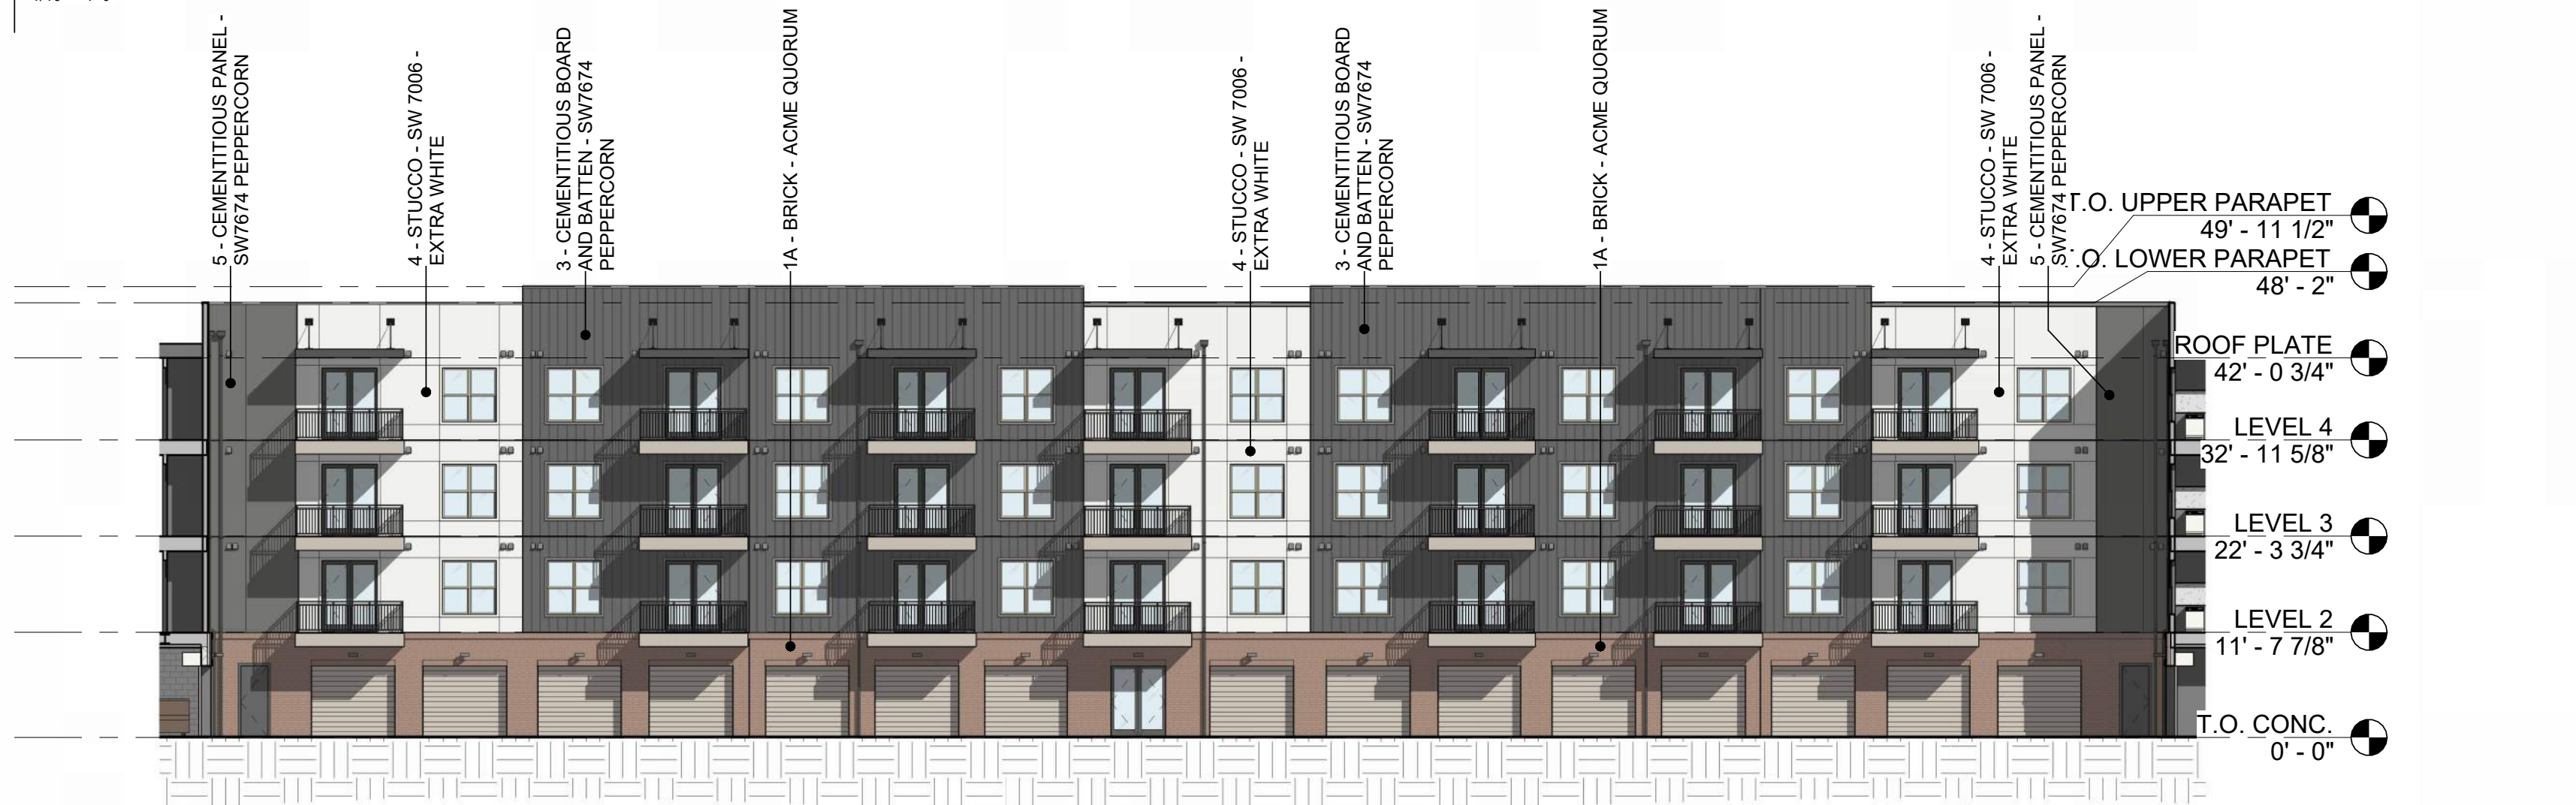 5 - CEMENTITIOUS PANEL -
SW7674 PEPPERCORN
4 - STUCCO - SW 7006 -
EXTRA WHITE
3 - CEMENTITIOUS BOARD
AND BATTEN - SW7674
PEPPERCORN
1A - BRICK - ACME QUORUM
4 - STUCCO - SW 7006 -
EXTRA WHITE
3 - CEMENTITIOUS BOARD
AND BATTEN - SW7674
PEPPERCORN
1A - BRICK - ACME QUORUM
4 - STUCCO - SW 7006 -
EXTRA WHITE
5 - CEMENTITIOUS PANEL -
SW7674 PEPPERCORN
T.O. UPPER PARAPET
49' - 11 1/2"
T.O. LOWER PARAPET
48' - 2"
ROOF PLATE
42' - 0 3/4"
LEVEL 4
32' - 11 5/8"
LEVEL 3
22' - 3 3/4"
LEVEL 2
11' - 7 7/8"
T.O. CONC.
0' - 0"